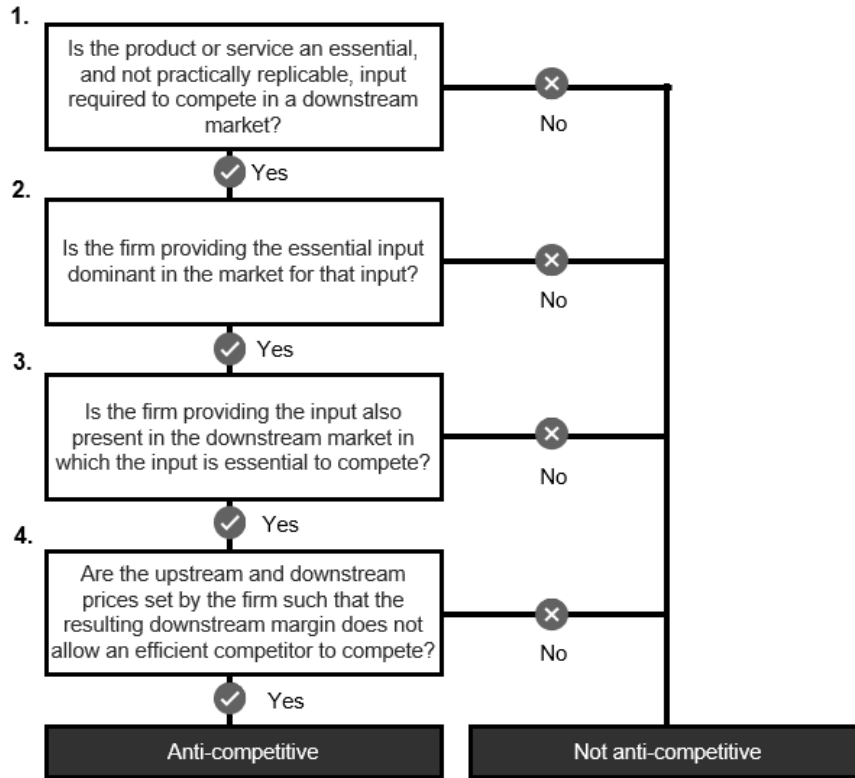 1.
Is the product or service an essential,
and not practically replicable, input
required to compete in a downstream
market?
No
Yes
2.
Is the firm providing the essential input
dominant in the market for that input?
No
Yes
3.
Is the firm providing the input also
present in the downstream market in
which the input is essential to compete?
No
Yes
4.
Are the upstream and downstream
prices set by the firm such that the
resulting downstream margin does not
allow an efficient competitor to compete?
No
Yes
Anti-competitive
Not anti-competitive